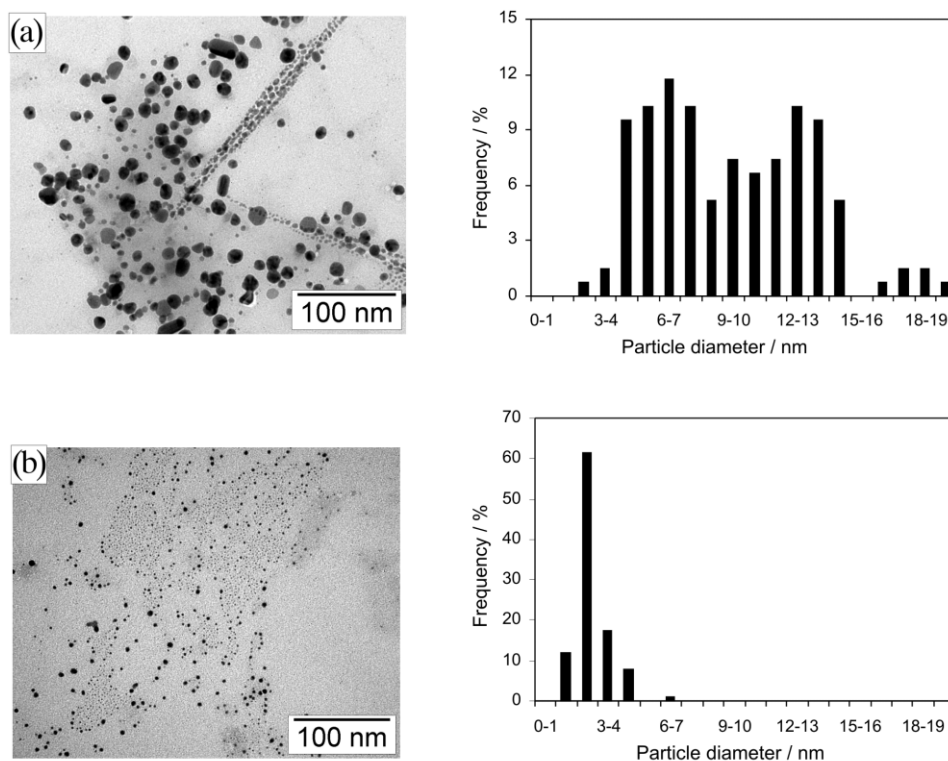 (a)
100 nm
15
12
9
6
3
0
Frequency / %
0-1 3-4 6-7 9-10 12-13 15-16 18-19
Particle diameter / nm
(b)
100 nm
70
60
50
40
30
20
10
0
Frequency / %
0-1 3-4 6-7 9-10 12-13 15-16 18-19
Particle diameter / nm